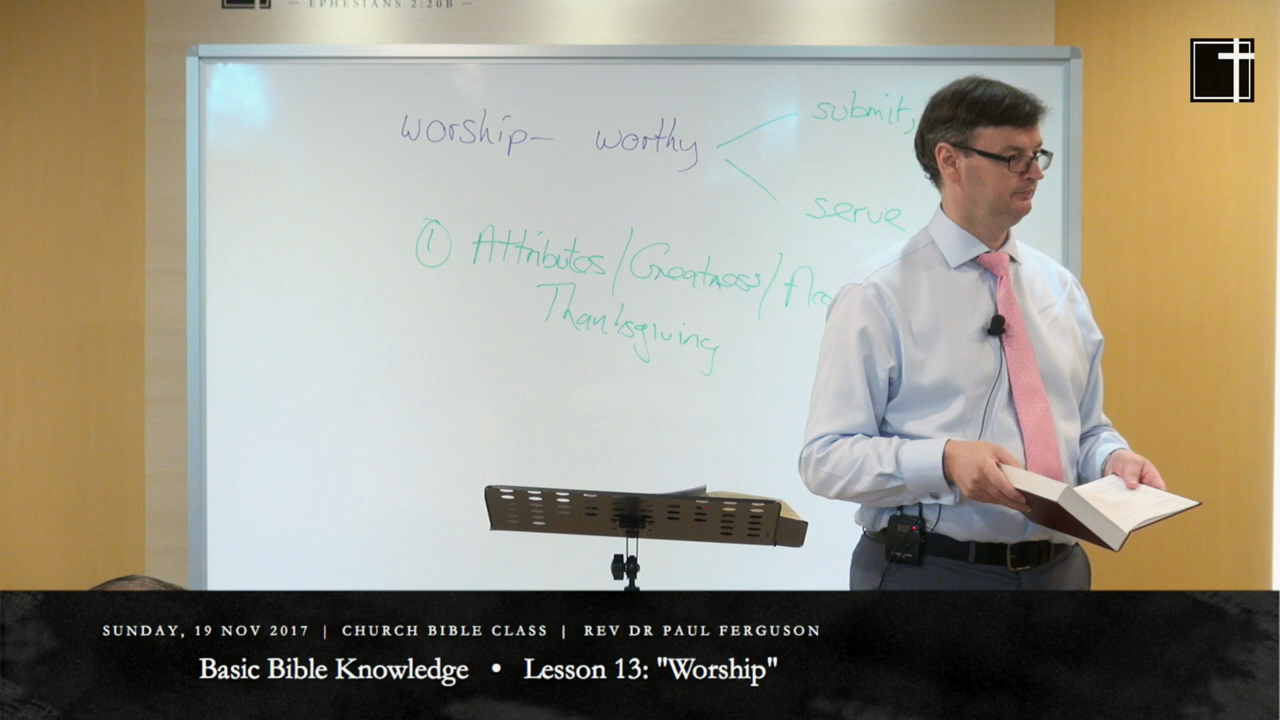 — EPHESIANS 2:20B —
worship - worthy
submit,
serve
① Attributes/Greatness/
Thanksgiving
SUNDAY, 19 NOV 2017 | CHURCH BIBLE CLASS | REV DR PAUL FERGUSON
Basic Bible Knowledge • Lesson 13: "Worship"